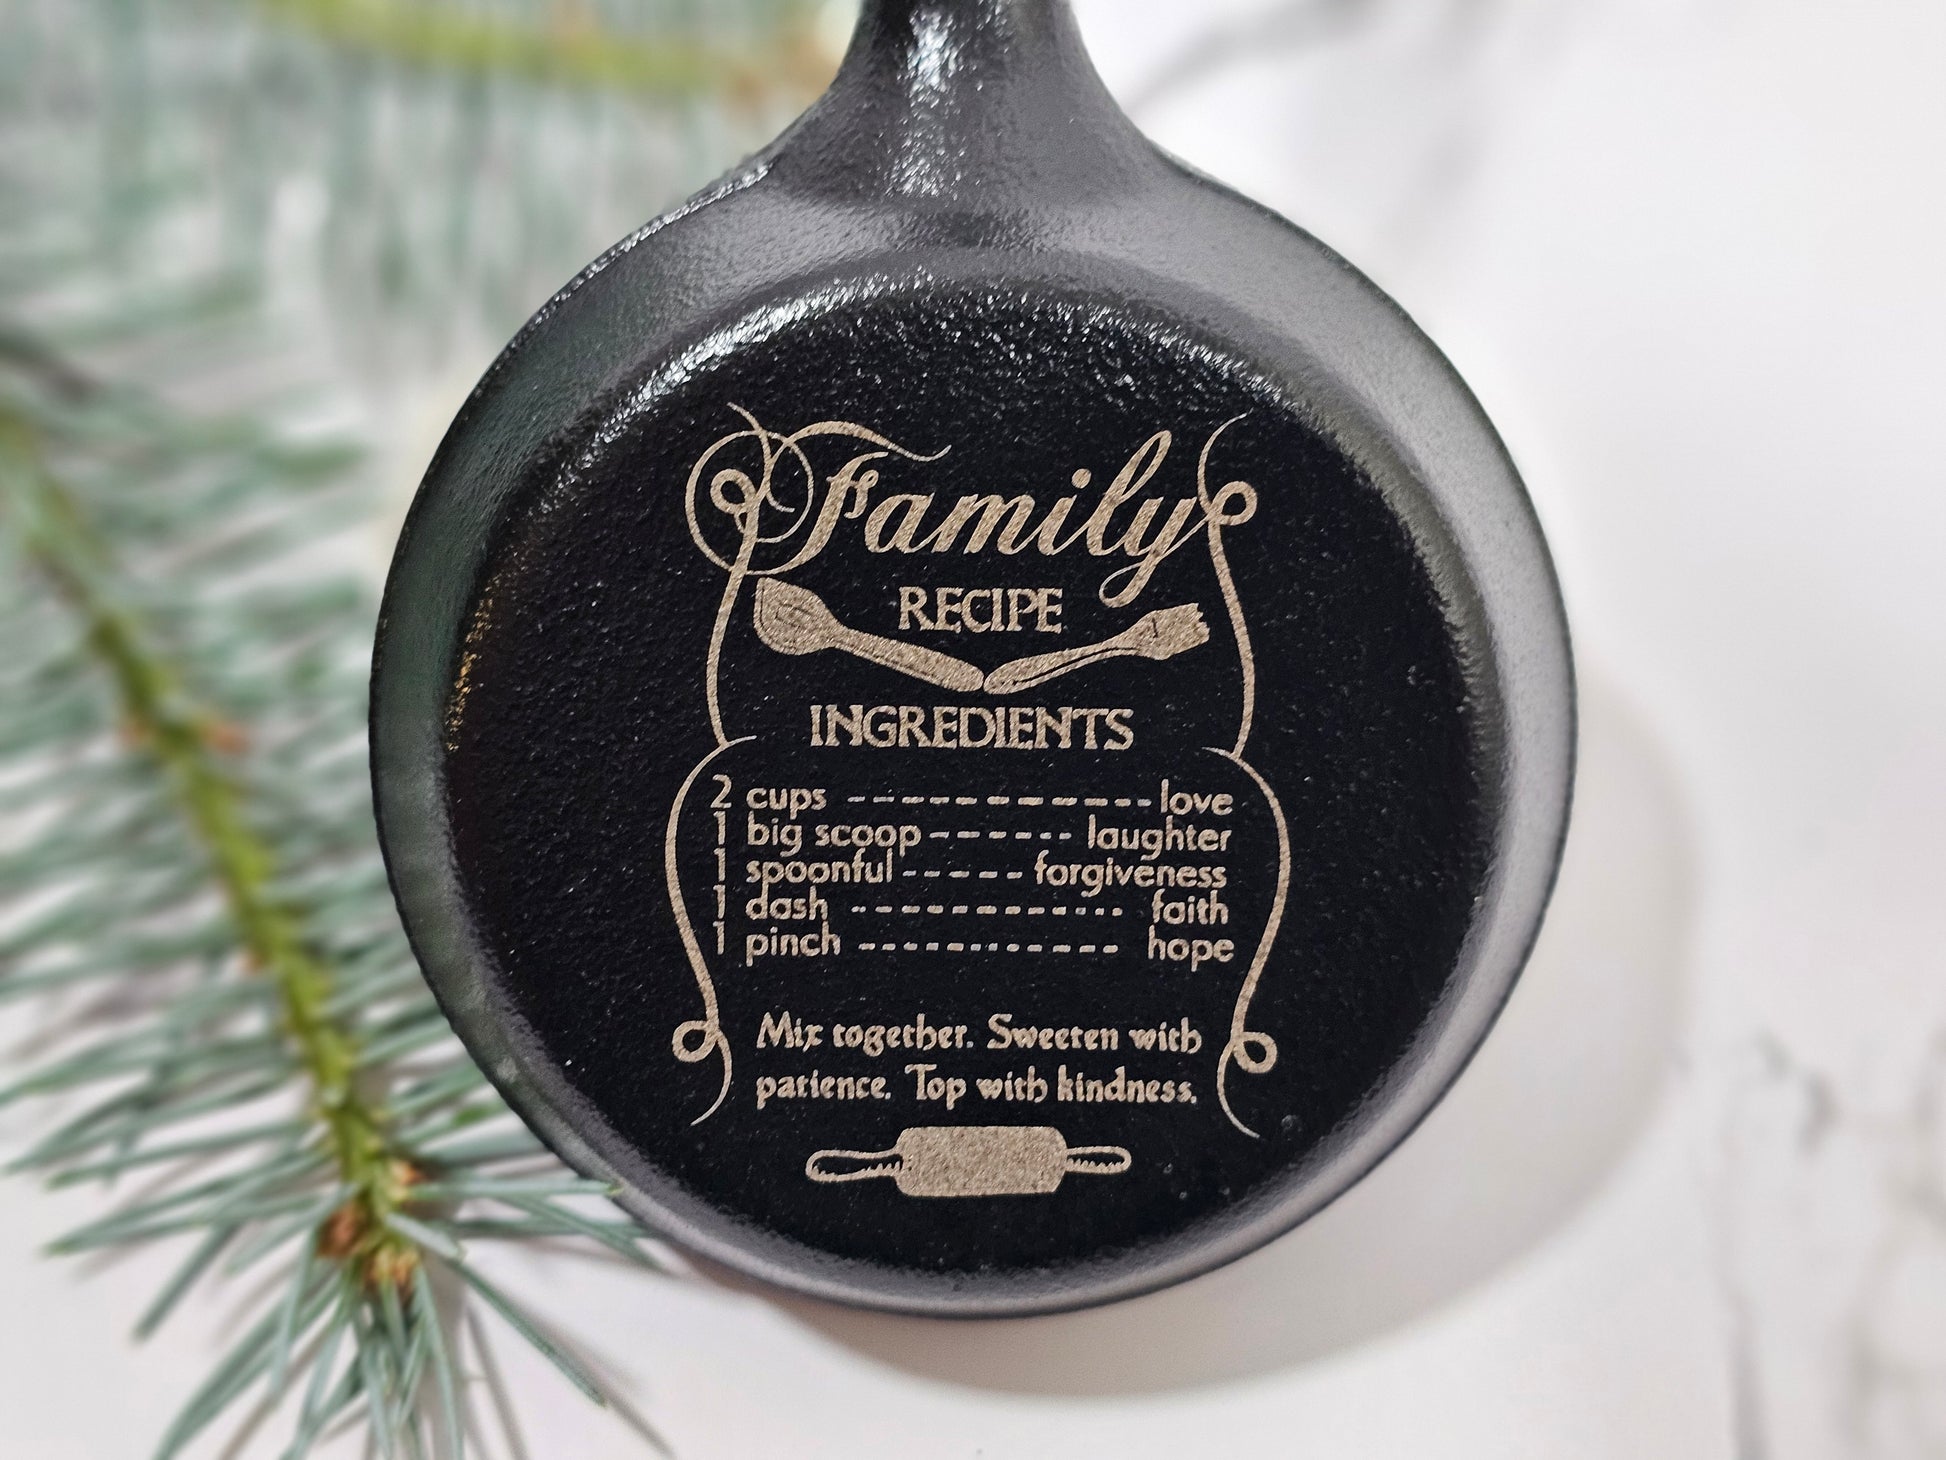 Family
RECIPE
INGREDIENTS
2 cups ------------ love
1 big scoop ------ laughter
1 spoonful ----- forgiveness
1 dash ------------ faith
1 pinch ------------ hope
Mix together. Sweeten with
patience. Top with kindness.